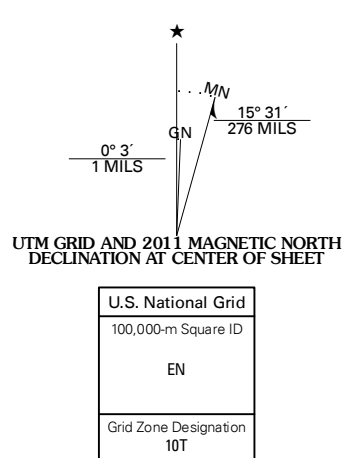 ★
MN
15° 31´
276 MILS
GN
0° 3´
1 MILS
UTM GRID AND 2011 MAGNETIC NORTH
DECLINATION AT CENTER OF SHEET
U.S. National Grid
100,000-m Square ID
EN
Grid Zone Designation
10T